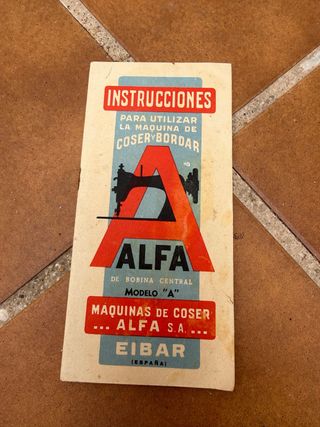 INSTRUCCIONES
PARA UTILIZAR
LA MAQUINA DE
COSER Y BORDAR
A
ALFA
DE BOBINA CENTRAL
MODELO "A"
MAQUINAS DE COSER
... ALFA S.A. ...
EIBAR
(ESPAÑA)